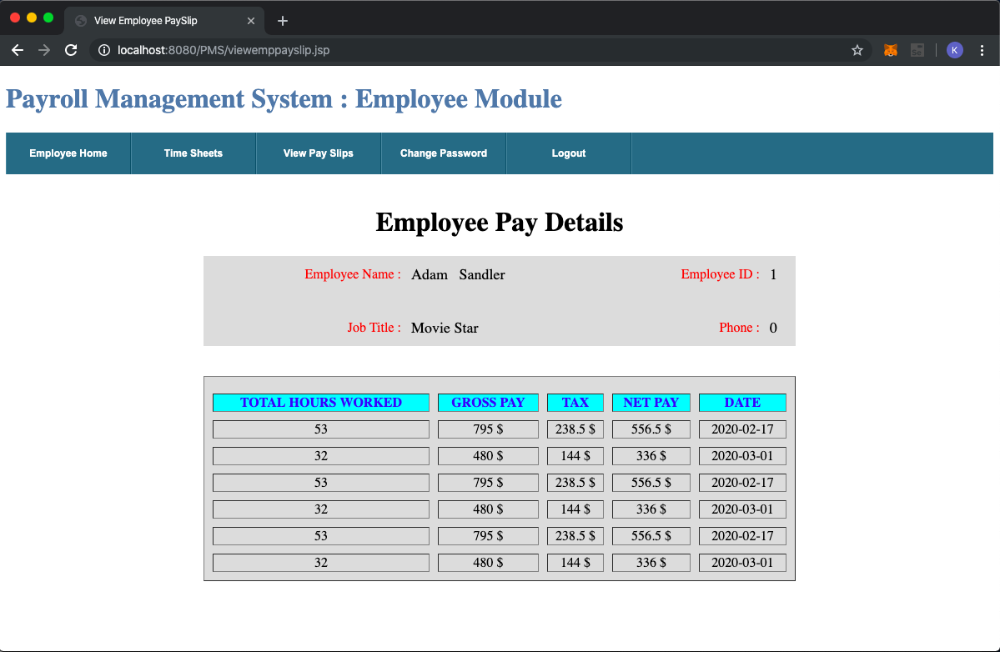 View Employee PaySlip
localhost:8080/PMS/viewemppayslip.jsp
K
Payroll Management System : Employee Module
Employee Home Time Sheets View Pay Slips Change Password Logout
Employee Pay Details
Employee Name : Adam Sandler Employee ID : 1
Job Title : Movie Star Phone : 0
TOTAL HOURS WORKED GROSS PAY TAX NET PAY DATE
53 795 $ 238.5 $ 556.5 $ 2020-02-17
32 480 $ 144 $ 336 $ 2020-03-01
53 795 $ 238.5 $ 556.5 $ 2020-02-17
32 480 $ 144 $ 336 $ 2020-03-01
53 795 $ 238.5 $ 556.5 $ 2020-02-17
32 480 $ 144 $ 336 $ 2020-03-01